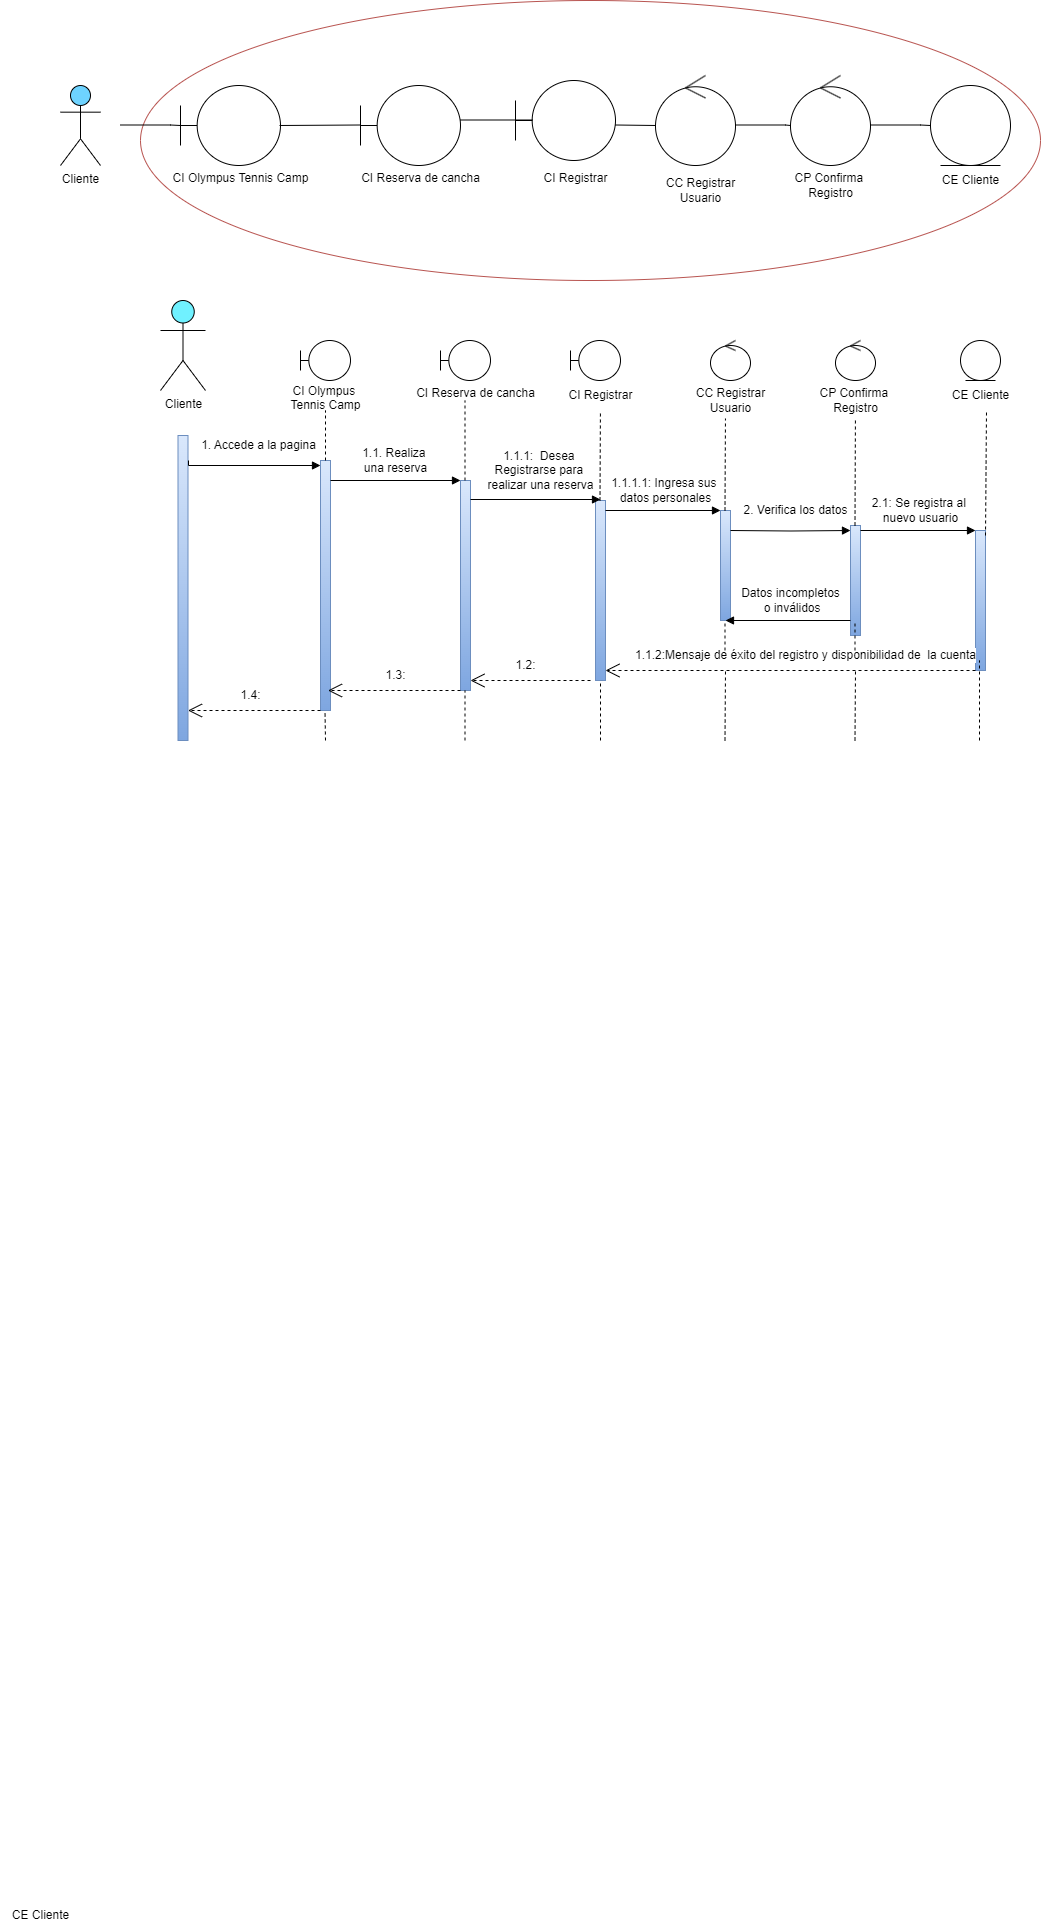 Cliente
CI Olympus Tennis Camp
CI Reserva de cancha
CI Registrar
CC Registrar
Usuario
CP Confirma
Registro
CE Cliente
Cliente
CI Olympus
Tennis Camp
CI Reserva de cancha
CI Registrar
CC Registrar
Usuario
CP Confirma
Registro
CE Cliente
1. Accede a la pagina
1.1. Realiza
una reserva
1.1.1:  Desea
Registrarse para
realizar una reserva
1.1.1.1: Ingresa sus
datos personales
2. Verifica los datos
2.1: Se registra al
nuevo usuario
Datos incompletos
o inválidos
1.1.2:Mensaje de éxito del registro y disponibilidad de  la cuenta
1.2:
1.3:
1.4:
CE Cliente